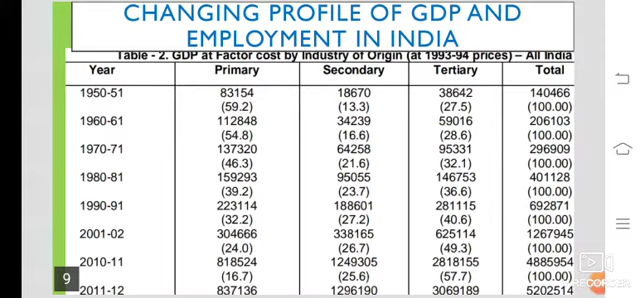 CHANGING PROFILE OF GDP AND
EMPLOYMENT IN INDIA
Table - 2. GDP at Factor cost by Industry of Origin (at 1993-94 prices) – All India
Year Primary Secondary Tertiary Total
1950-51 83154 18670 38642 140466
(59.2) (13.3) (27.5) (100.00)
1960-61 112848 34239 59016 206103
(54.8) (16.6) (28.6) (100.00)
1970-71 137320 64258 95331 296909
(46.3) (21.6) (32.1) (100.00)
1980-81 159293 95055 146753 401128
(39.2) (23.7) (36.6) (100.00)
1990-91 223114 188601 281115 692871
(32.2) (27.2) (40.6) (100.00)
2001-02 304666 338165 625114 1267945
(24.0) (26.7) (49.3) (100.00)
2010-11 818524 1249305 2818155 4885954
(16.7) (25.6) (57.7) (100.00)
2011-12 837136 1296190 3069189 5202514
9
RECORDER